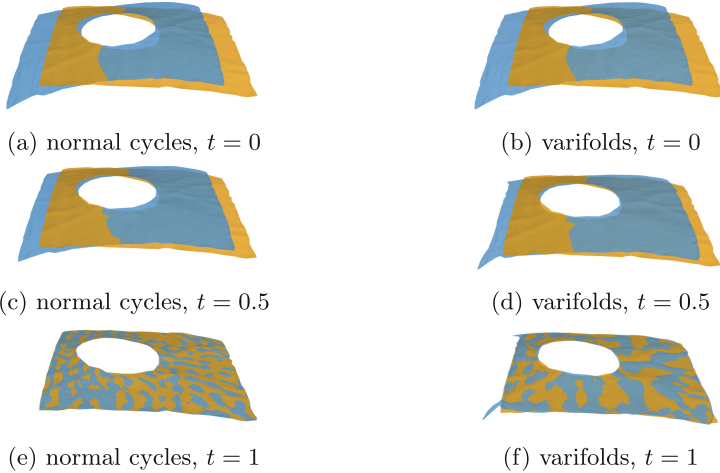 (a) normal cycles, t = 0
(b) varifolds, t = 0
(c) normal cycles, t = 0.5
(d) varifolds, t = 0.5
(e) normal cycles, t = 1
(f) varifolds, t = 1